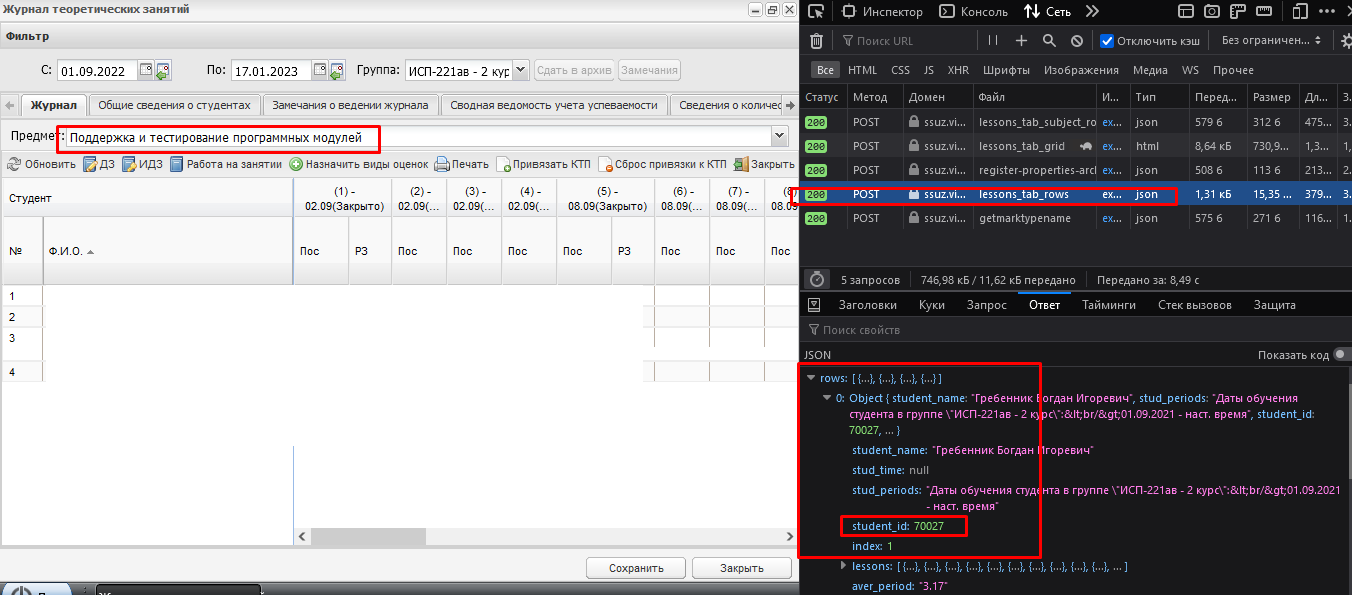 Журнал теоретических занятий
Фильтр
С: 01.09.2022 По: 17.01.2023 Группа: ИСП-221ав - 2 кур Сдать в архив Замечания
Журнал Общие сведения о студентах Замечания о ведении журнала Сводная ведомость учета успеваемости Сведения о количес
Предмет: Поддержка и тестирование программных модулей
Обновить ДЗ ИДЗ Работа на занятии Назначить виды оценок Печать Привязать КТП Сброс привязки к КТП Закрыть
Студент
(1) - 02.09(Закрыто)
(2) - 02.09(...
(3) - 02.09(...
(4) - 02.09(...
(5) - 08.09(Закрыто)
(6) - 08.09(...
(7) - 08.09(...
(8) 08.09
№ Ф.И.О. Пос РЗ Пос Пос Пос Пос РЗ Пос Пос Пос
1
2
3
4
Сохранить Закрыть
Инспектор Консоль Сеть
Поиск URL Отключить кэш Без ограничен...
Все HTML CSS JS XHR Шрифты Изображения Медиа WS Прочее
Статус Метод Домен Файл И... Тип Перед... Размер Дл... 3.
200 POST ssuz.vi... lessons_tab_subject_ro ex... json 579 б 312 б 475...
200 POST ssuz.vi... lessons_tab_grid ex... html 8,64 кБ 730,9... 1,3...
200 POST ssuz.vi... register-properties-arcl ex... json 508 б 113 б 213...
200 POST ssuz.vi... lessons_tab_rows ex... json 1,31 кБ 15,35 ... 379...
200 POST ssuz.vi... getmarktypename ex... json 575 б 271 б 116...
5 запросов 746,98 кБ / 11,62 кБ передано Передано за: 8,49 с
Заголовки Куки Запрос Ответ Тайминги Стек вызовов Защита
Поиск свойств
JSON Показать код
rows: [ {...}, {...}, {...}, {...} ]
0: Object { student_name: "Гребенник Богдан Игоревич", stud_periods: "Даты обучения
студента в группе \"ИСП-221ав - 2 курс\":&lt;br/&gt;01.09.2021 - наст. время", student_id:
70027, ... }
student_name: "Гребенник Богдан Игоревич"
stud_time: null
stud_periods: "Даты обучения студента в группе \"ИСП-221ав - 2 курс\":&lt;br/&gt;01.09.2021
- наст. время"
student_id: 70027
index: 1
lessons: [ {...}, {...}, {...}, {...}, {...}, {...}, {...}, {...}, {...}, {...}, ... ]
aver_period: "3.17"